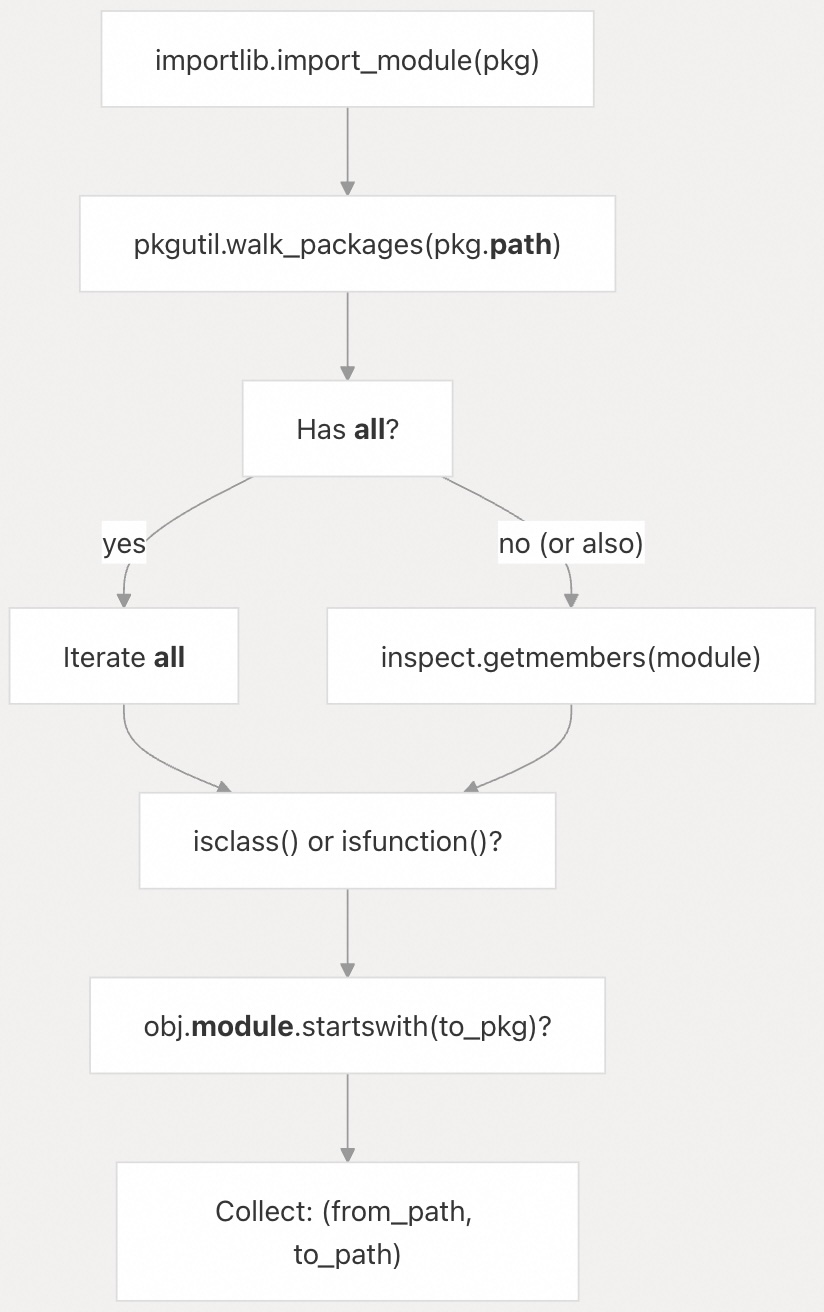 importlib.import_module(pkg)
pkgutil.walk_packages(pkg.path)
Has all?
yes
no (or also)
Iterate all
inspect.getmembers(module)
isclass() or isfunction()?
obj.module.startswith(to_pkg)?
Collect: (from_path,
to_path)